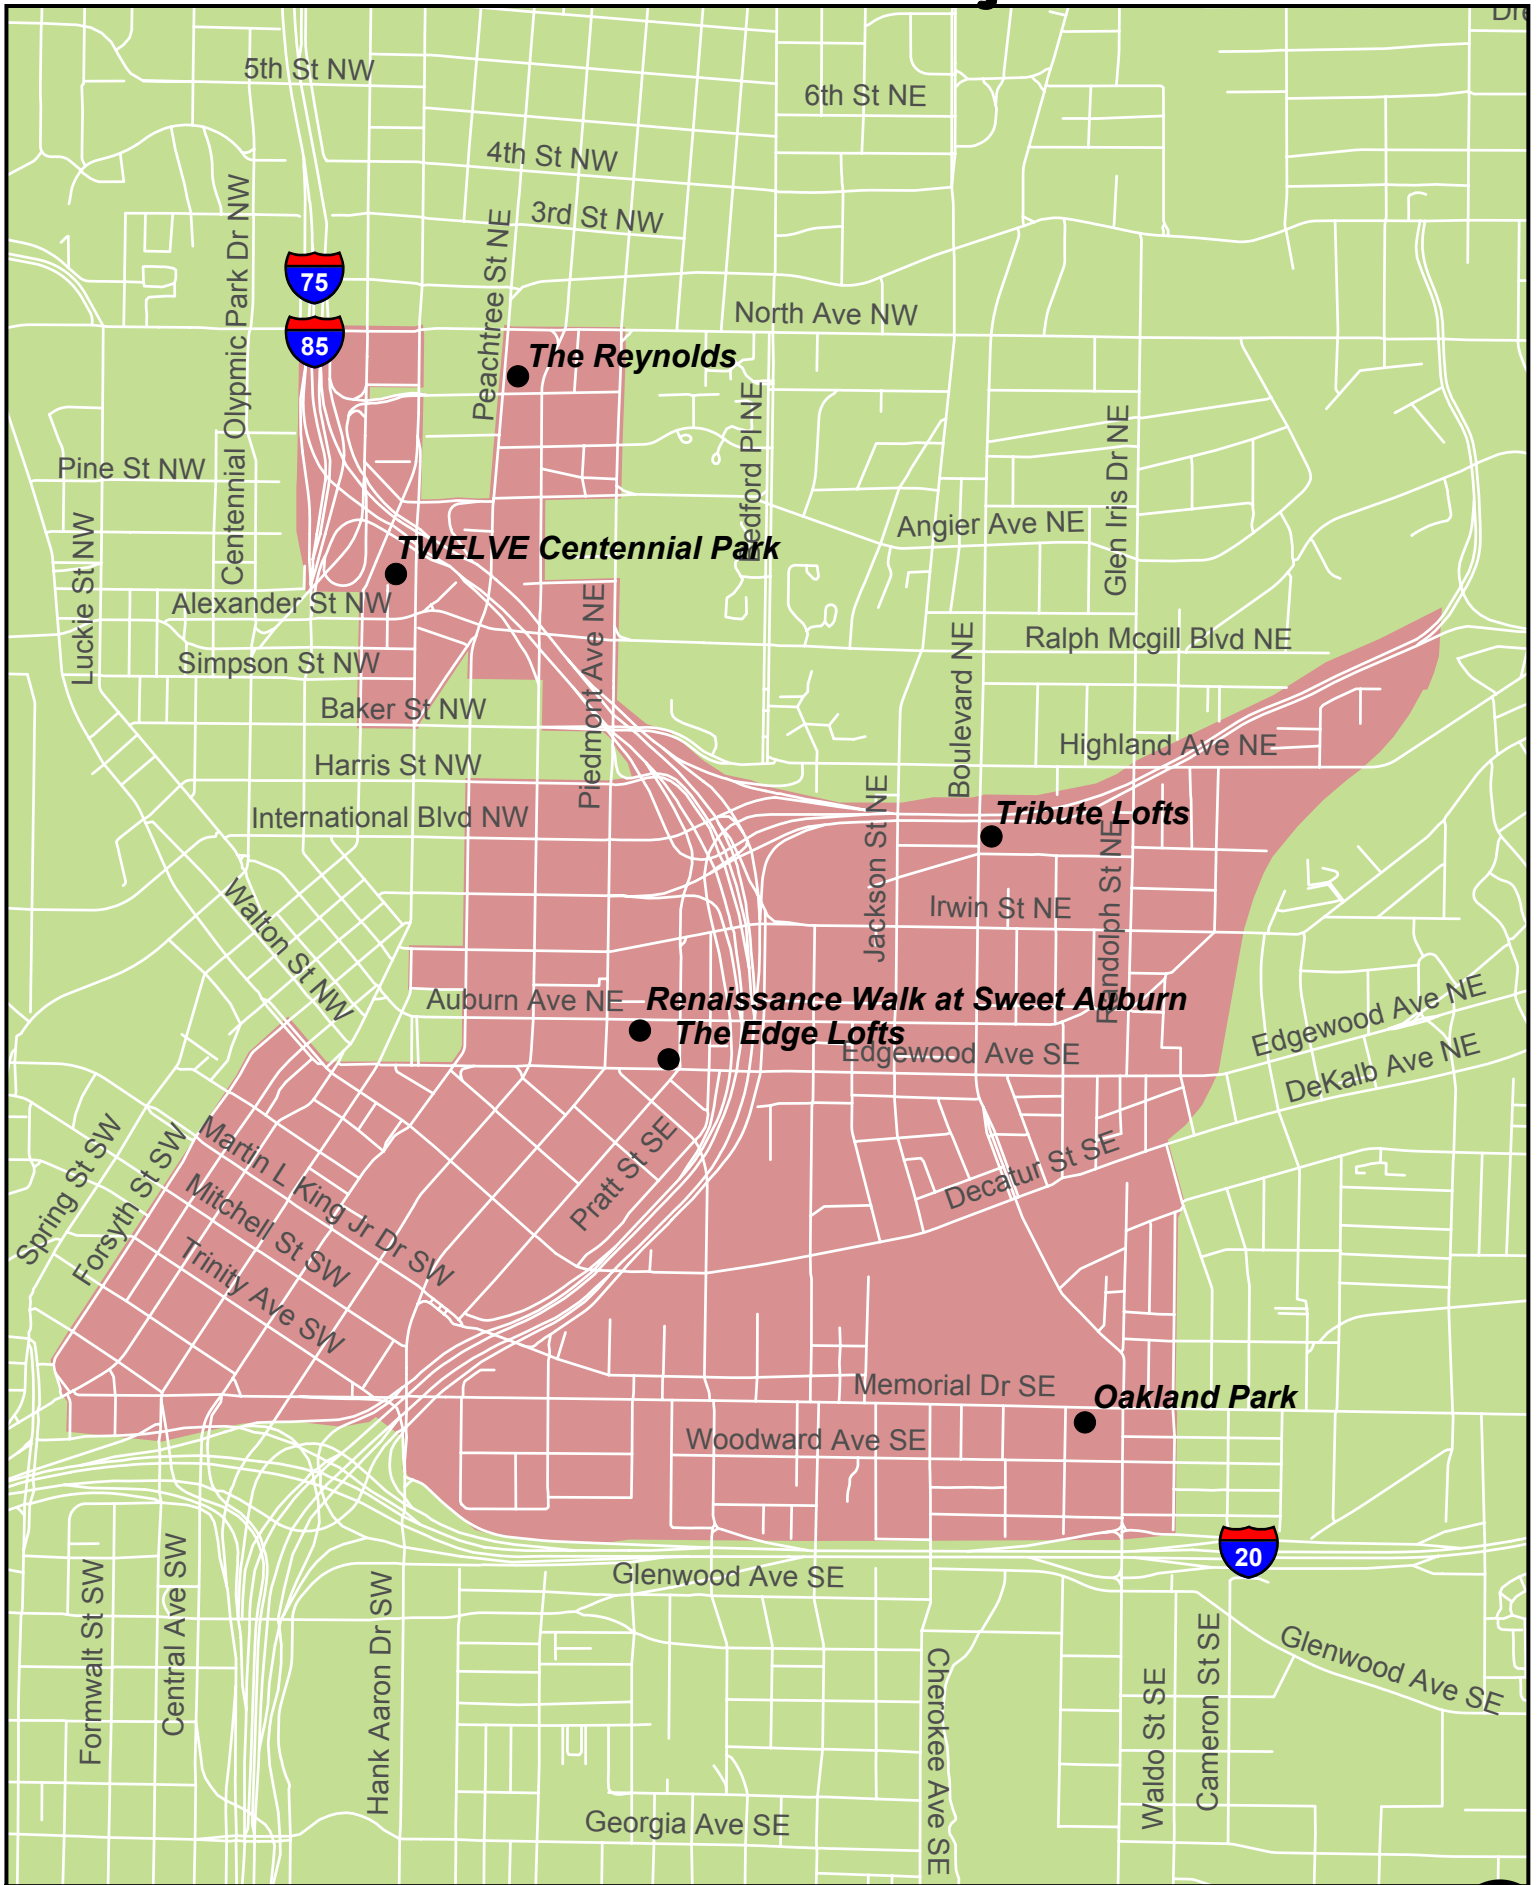 Dre
5th St NW
6th St NE
4th St NW
3rd St NW
Centennial Olypmic Park Dr NW
Peachtree St NE
75
North Ave NW
85
The Reynolds
Bedford Pl NE
Glen Iris Dr NE
Pine St NW
Angier Ave NE
Luckie St NW
TWELVE Centennial Park
Alexander St NW
Piedmont Ave NE
Boulevard NE
Ralph Mcgill Blvd NE
Simpson St NW
Baker St NW
Highland Ave NE
Harris St NW
Jackson St NE
International Blvd NW
Tribute Lofts
Randolph St NE
Walton St NW
Irwin St NE
Auburn Ave NE
Renaissance Walk at Sweet Auburn
Edgewood Ave NE
The Edge Lofts
Edgewood Ave SE
DeKalb Ave NE
Spring St SW
Forsyth St SW
Martin L King Jr Dr SW
Pratt St SE
Decatur St SE
Mitchell St SW
Trinity Ave SW
Memorial Dr SE
Oakland Park
Woodward Ave SE
20
Glenwood Ave SE
Formwalt St SW
Central Ave SW
Hank Aaron Dr SW
Cherokee Ave SE
Waldo St SE
Cameron St SE
Glenwood Ave SE
Georgia Ave SE